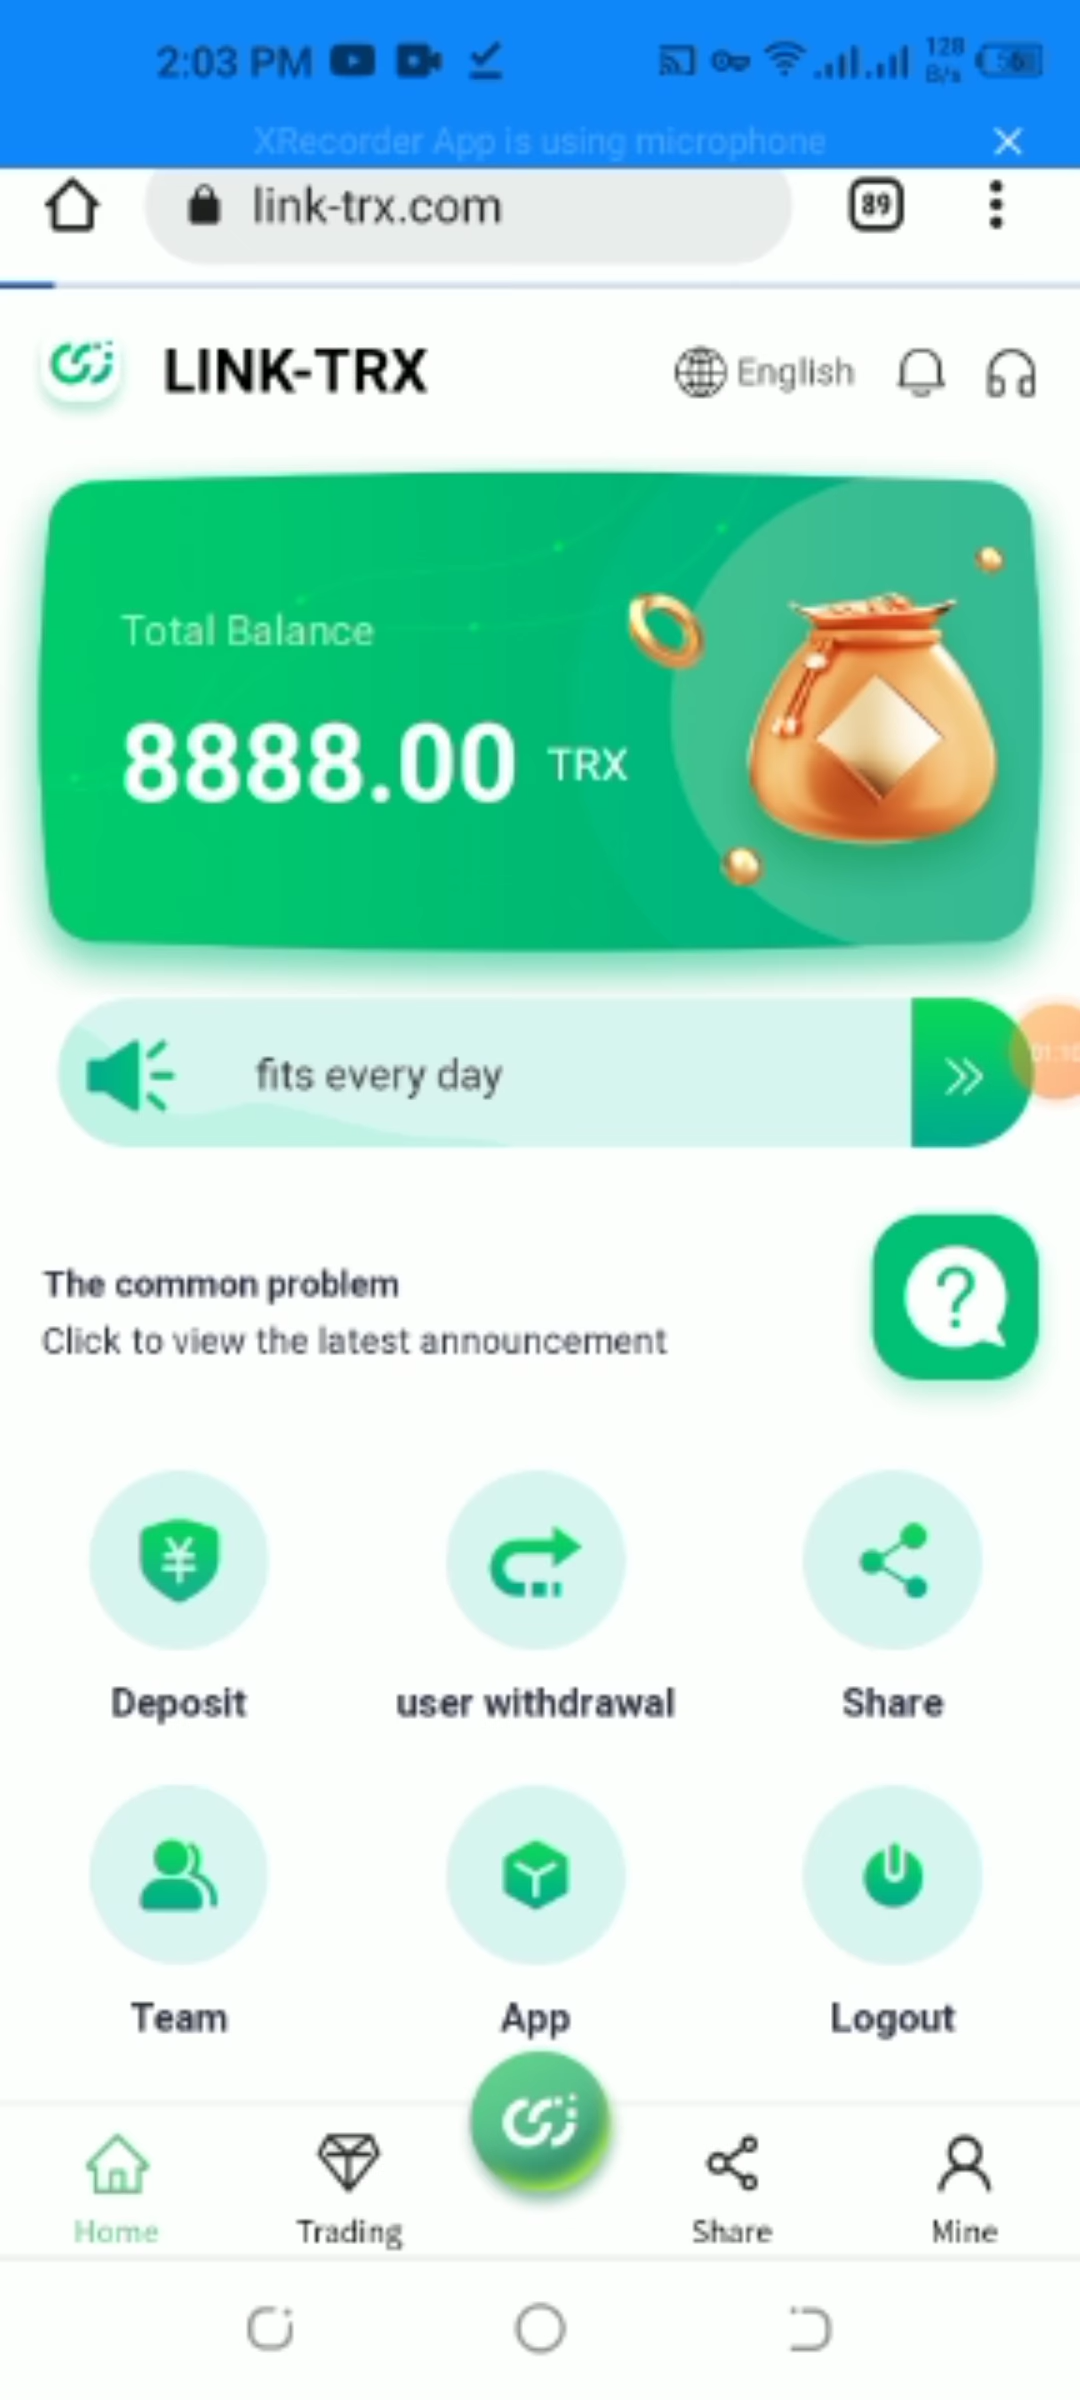 2:03 PM
128
B/s
XRecorder App is using microphone
link-trx.com
89
LINK-TRX
English
Total Balance
8888.00 TRX
fits every day
The common problem
Click to view the latest announcement
Deposit
user withdrawal
Share
Team
App
Logout
Home
Trading
Share
Mine